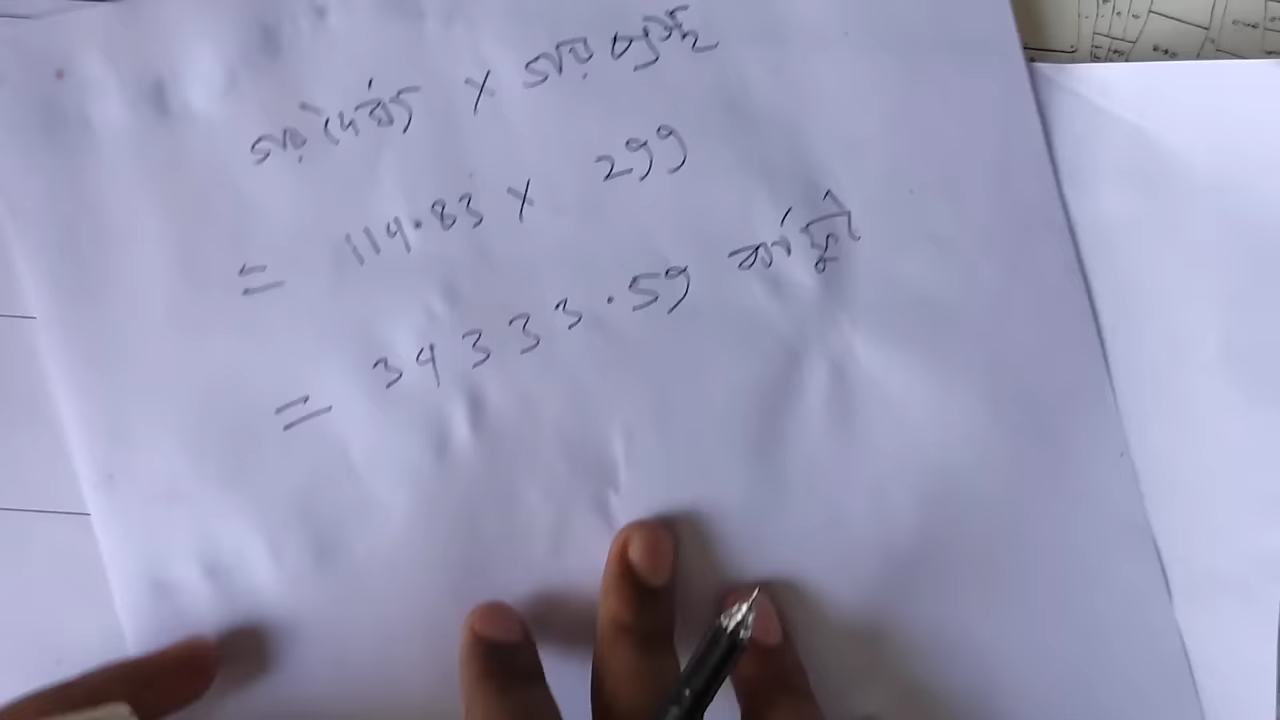 গড় দৈর্ঘ্য × গড় প্রস্থ
= 114.83 × 299
= 34333.59 বর্গফুট